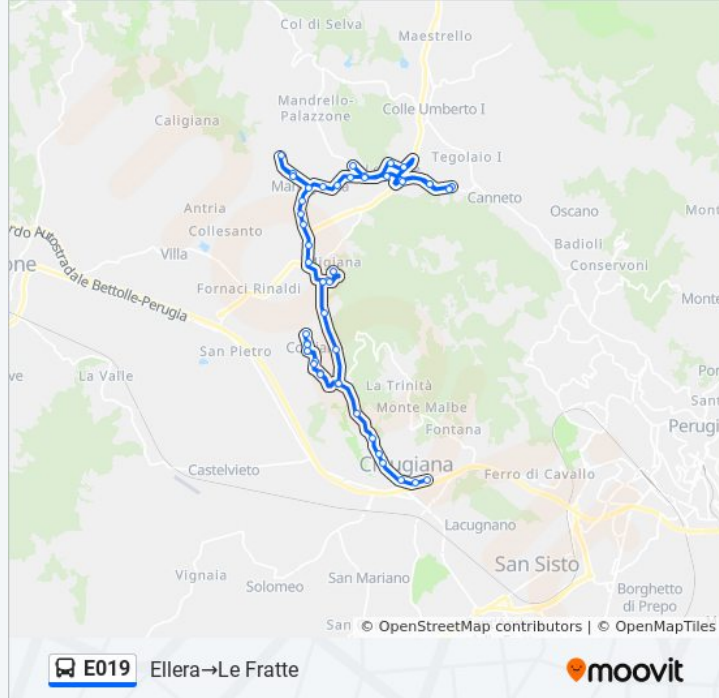 Col di Selva
Maestrello
Mandrello-
Palazzone
Colle Umberto I
Caligiana
Tegolaio I
Canneto
Antria
Collesanto
Oscano
Badioli
Conservoni
Villa
Autostradale Bettolle-Perugia
Fornaci Rinaldi
San Pietro
La Valle
La Trinità
Monte Malbe
Fontana
Castelvieto
Ferro di Cavallo
Lacugnano
San Sisto
Vignaia
Solomeo
San Mariano
Borghetto
di Prepo
© OpenStreetMap contributors | © OpenMapTiles
E019 Ellera→Le Fratte
moovit